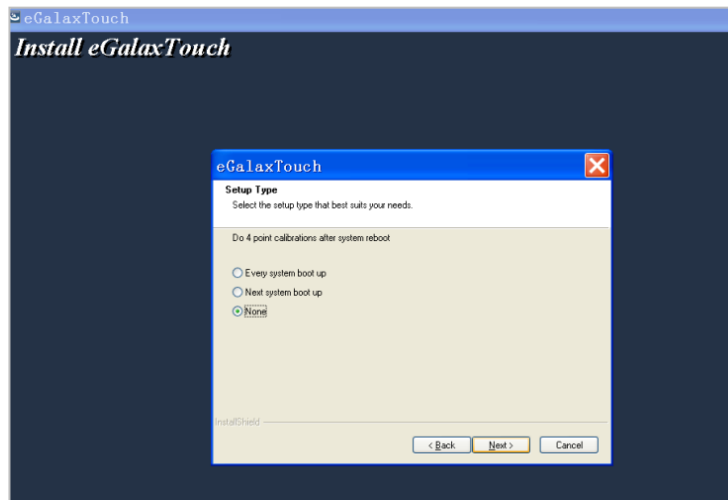 eGalaxTouch
Install eGalaxTouch
eGalaxTouch
Setup Type
Select the setup type that best suits your needs.
Do 4 point calibrations after system reboot
Every system boot up
Next system boot up
None
InstallShield
< Back Next > Cancel